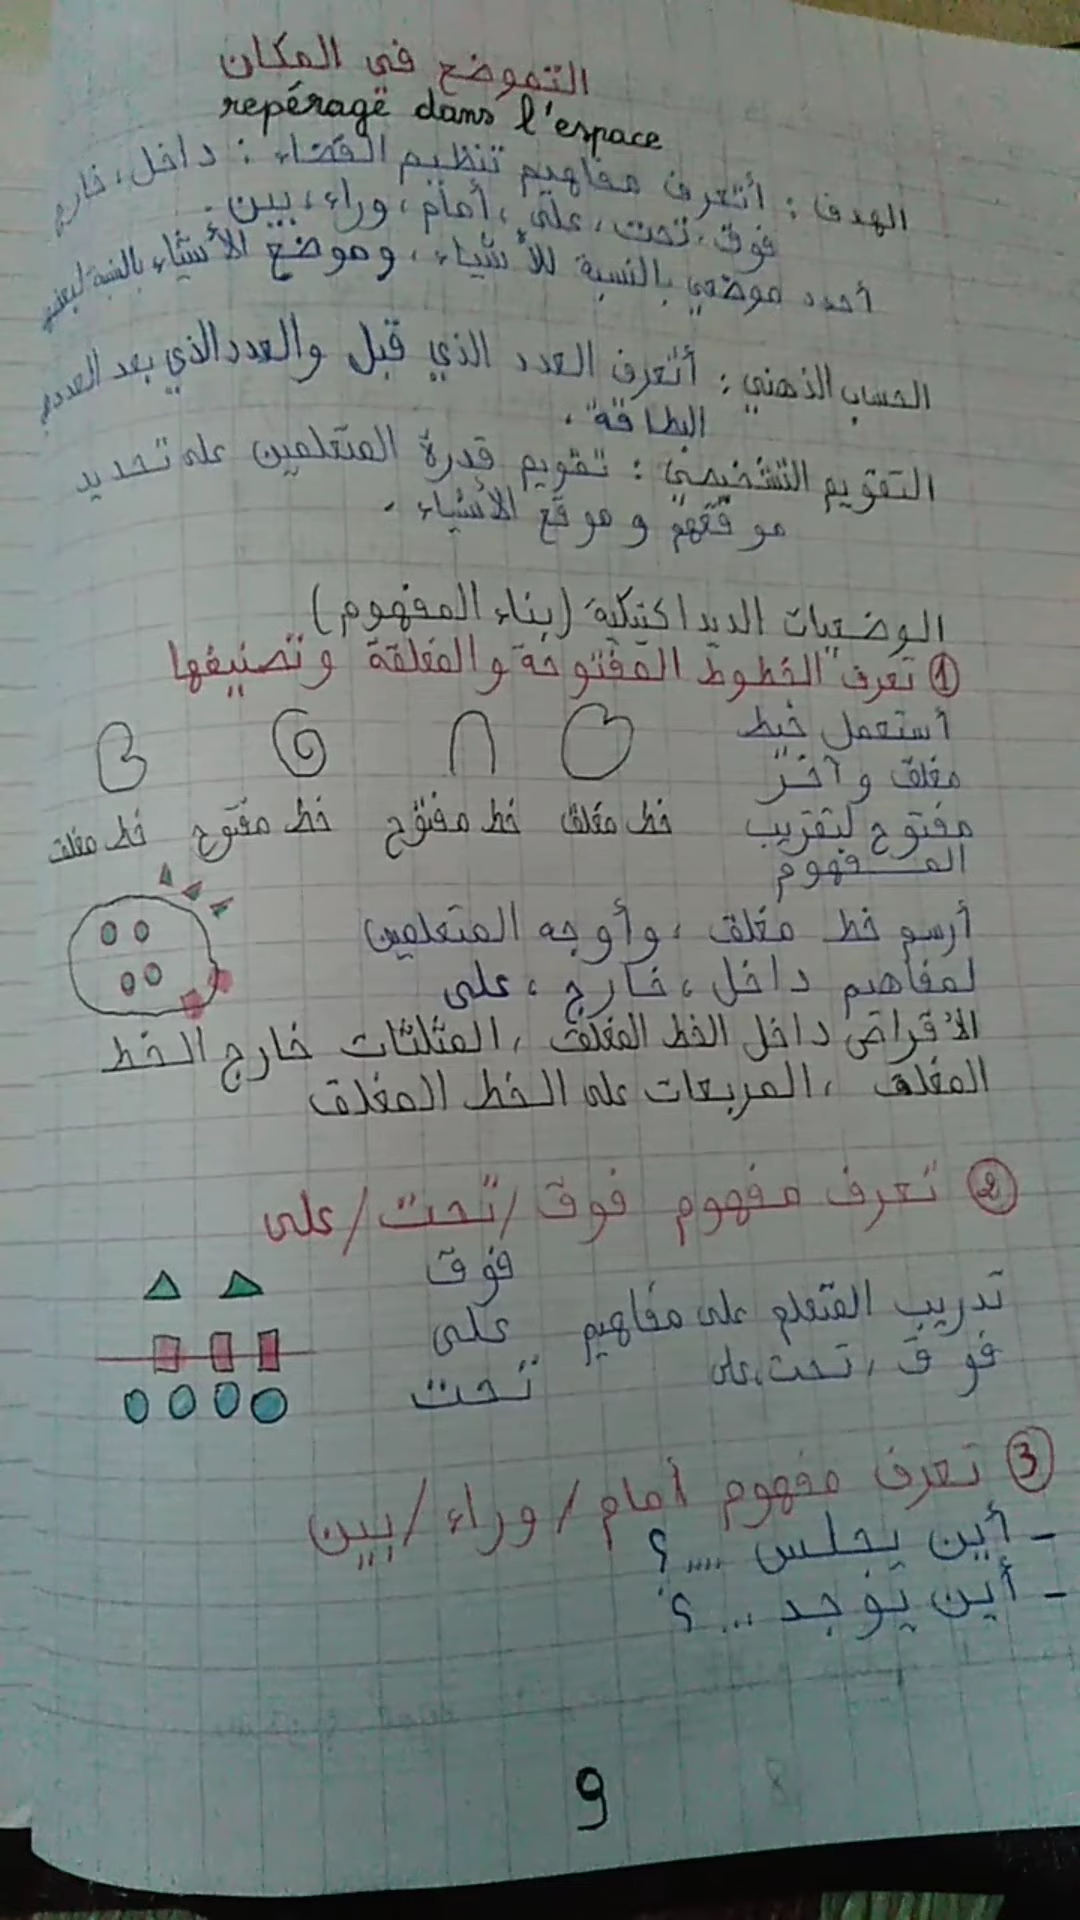 التموضع في المكان
repérage dans l'espace
الهدف : أتعرف مفاهيم تنظيم الفضاء : داخل، خارج
فوق، تحت، على، أمام، وراء، بين.
أحدد موضعي بالنسبة للأشياء، وموضع الأشياء بالنسبة لبعضها
الحساب الذهني : أتعرف العدد الذي قبل والعدد الذي بعد العدد
البطاقة.
التقويم التشخيصي : تقويم قدرة المتعلمين على تحديد
موقعهم وموقع الأشياء.
الوضعيات الديداكتيكية (بناء المفهوم)
① تعرف الخطوط المفتوحة والمغلقة وتصنيفها
أستعمل خيط
مغلق وآخر
مفتوح لتقريب
المفهوم
خط مغلق خط مفتوح خط مفتوح خط مغلق
أرسم خط مغلق، وأوجه المتعلمين
لمفاهيم داخل، خارج، على
الأقراص داخل الخط المغلق، المثلثات خارج الخط
المغلق، المربعات على الخط المغلق
② تعرف مفهوم فوق/تحت/على
تدريب المتعلم على مفاهيم
فوق، تحت، على
فوق
على
تحت
③ تعرف مفهوم أمام/وراء/بين
- أين يجلس ....؟
- أين يوجد ...؟
9